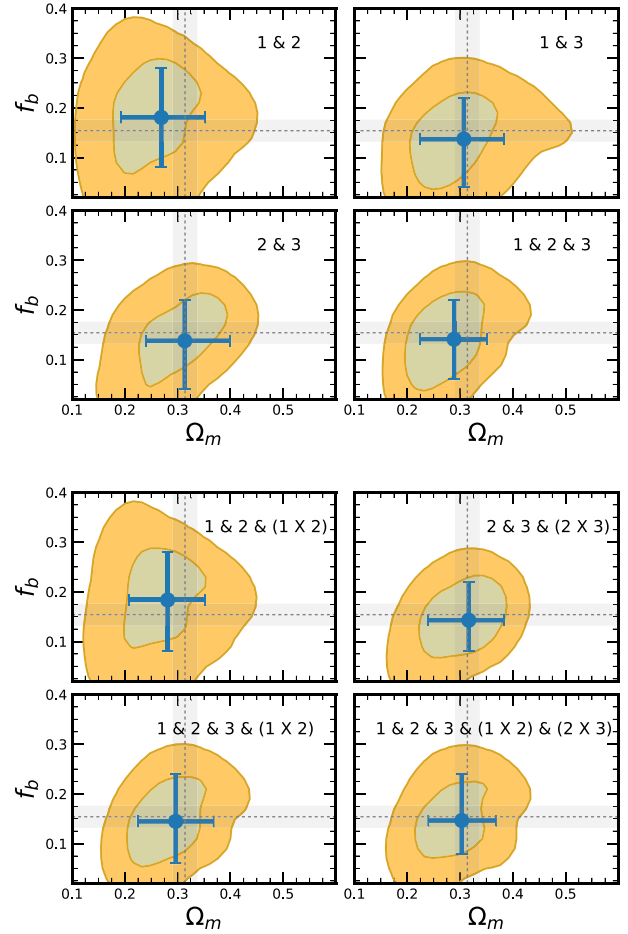 0.4
0.3
0.2
0.1
f_b
1 & 2
1 & 3
0.4
0.3
0.2
0.1
f_b
2 & 3
1 & 2 & 3
0.1 0.2 0.3 0.4 0.5
0.1 0.2 0.3 0.4 0.5
Ω_m
Ω_m
0.4
0.3
0.2
0.1
f_b
1 & 2 & (1 X 2)
2 & 3 & (2 X 3)
0.4
0.3
0.2
0.1
f_b
1 & 2 & 3 & (1 X 2)
1 & 2 & 3 & (1 X 2) & (2 X 3)
0.1 0.2 0.3 0.4 0.5
0.1 0.2 0.3 0.4 0.5
Ω_m
Ω_m